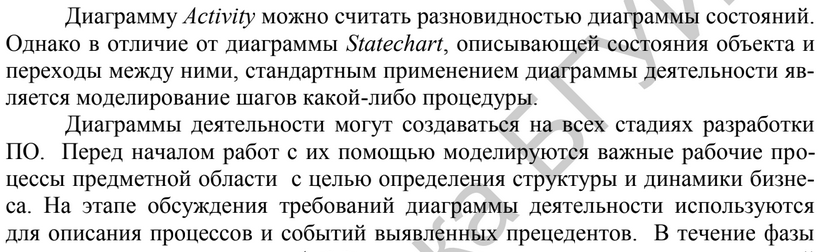 Диаграмму Activity можно считать разновидностью диаграммы состояний.
Однако в отличие от диаграммы Statechart, описывающей состояния объекта и
переходы между ними, стандартным применением диаграммы деятельности яв-
ляется моделирование шагов какой-либо процедуры.
Диаграммы деятельности могут создаваться на всех стадиях разработки
ПО. Перед началом работ с их помощью моделируются важные рабочие про-
цессы предметной области с целью определения структуры и динамики бизне-
са. На этапе обсуждения требований диаграммы деятельности используются
для описания процессов и событий выявленных прецедентов. В течение фазы